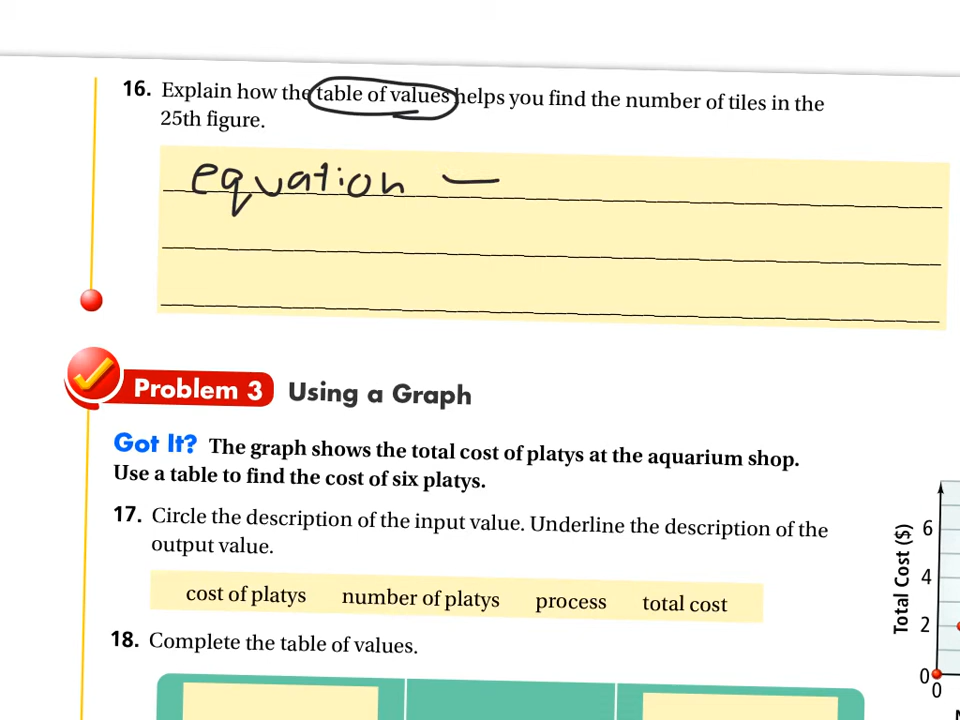 16. Explain how the table of values helps you find the number of tiles in the
25th figure.
equation —
Problem 3 Using a Graph
Got It? The graph shows the total cost of platys at the aquarium shop.
Use a table to find the cost of six platys.
17. Circle the description of the input value. Underline the description of the
output value.
cost of platys number of platys process total cost
18. Complete the table of values.
Total Cost ($)
6
4
2
0
0